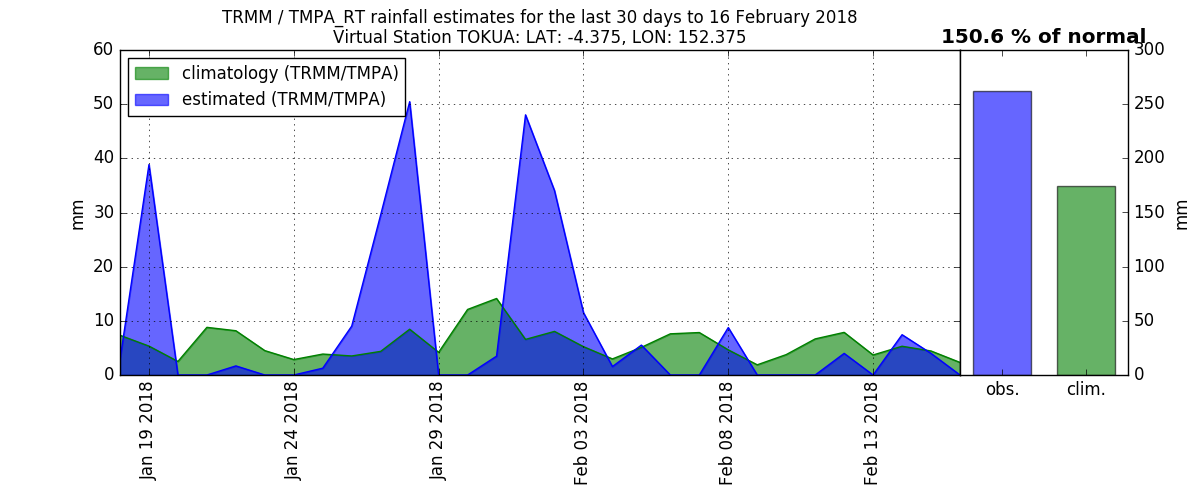 TRMM / TMPA_RT rainfall estimates for the last 30 days to 16 February 2018
Virtual Station TOKUA: LAT: -4.375, LON: 152.375
150.6 % of normal
climatology (TRMM/TMPA)
estimated (TRMM/TMPA)
60
50
40
30
20
10
0
mm
Jan 19 2018
Jan 24 2018
Jan 29 2018
Feb 03 2018
Feb 08 2018
Feb 13 2018
300
250
200
150
100
50
0
mm
obs.
clim.